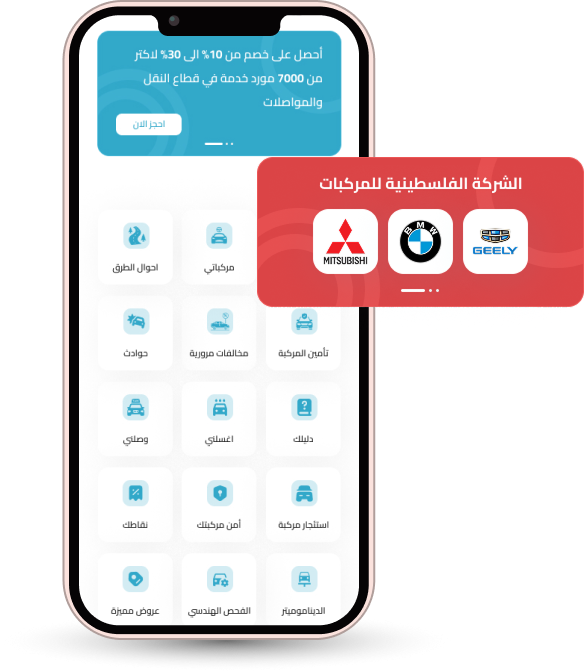 أحصل على خصم من 10% الى 30% لاكثر
من 7000 مورد خدمة في قطاع النقل
والمواصلات
احجز الان
الشركة الفلسطينية للمركبات
MITSUBISHI
BMW
GEELY
مركباتي
احوال الطرق
تأمين المركبة
مخالفات مرورية
حوادث
دليلك
اغسلني
وصلني
استئجار مركبة
أمن مركبتك
نقاطك
الديناموميتر
الفحص الهندسي
عروض مميزة